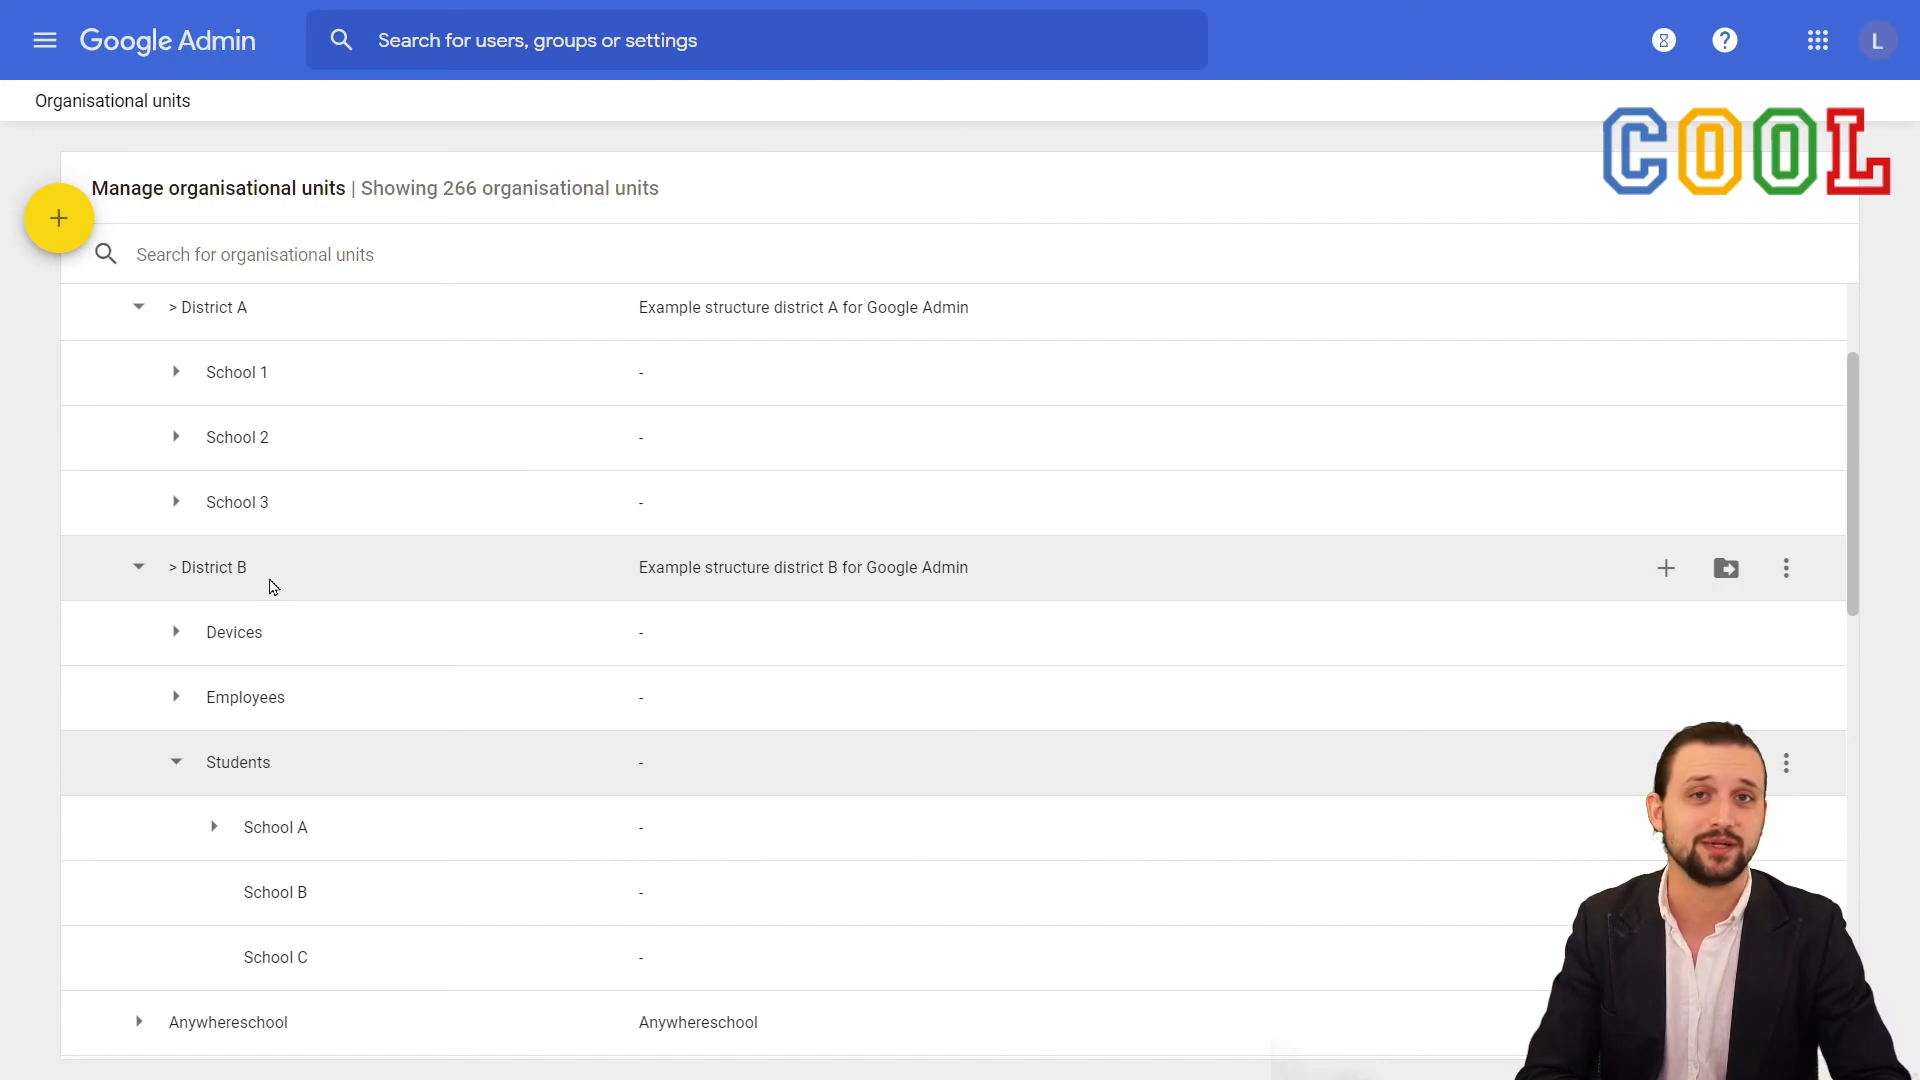 Google Admin
Search for users, groups or settings
L
Organisational units
COOL
Manage organisational units | Showing 266 organisational units
Search for organisational units
> District A
Example structure district A for Google Admin
School 1
-
School 2
-
School 3
-
> District B
Example structure district B for Google Admin
Devices
-
Employees
-
Students
-
School A
-
School B
-
School C
-
Anywhereschool
Anywhereschool